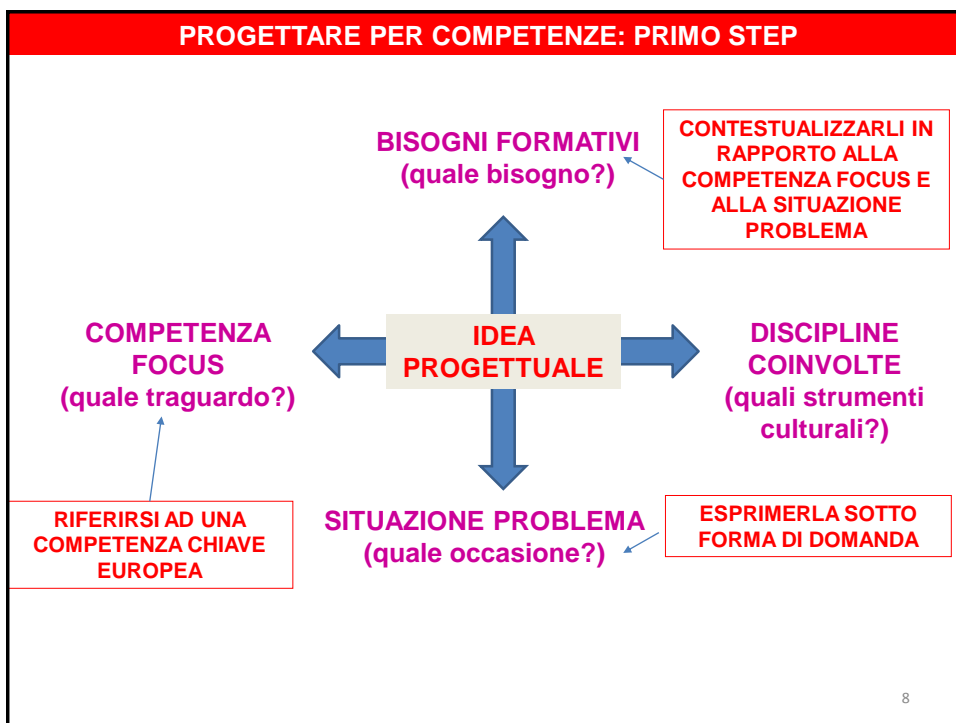 PROGETTARE PER COMPETENZE: PRIMO STEP
BISOGNI FORMATIVI
(quale bisogno?)
CONTESTUALIZZARLI IN
RAPPORTO ALLA
COMPETENZA FOCUS E
ALLA SITUAZIONE
PROBLEMA
COMPETENZA
FOCUS
(quale traguardo?)
IDEA
PROGETTUALE
DISCIPLINE
COINVOLTE
(quali strumenti
culturali?)
RIFERIRSI AD UNA
COMPETENZA CHIAVE
EUROPEA
SITUAZIONE PROBLEMA
(quale occasione?)
ESPRIMERLA SOTTO
FORMA DI DOMANDA
8